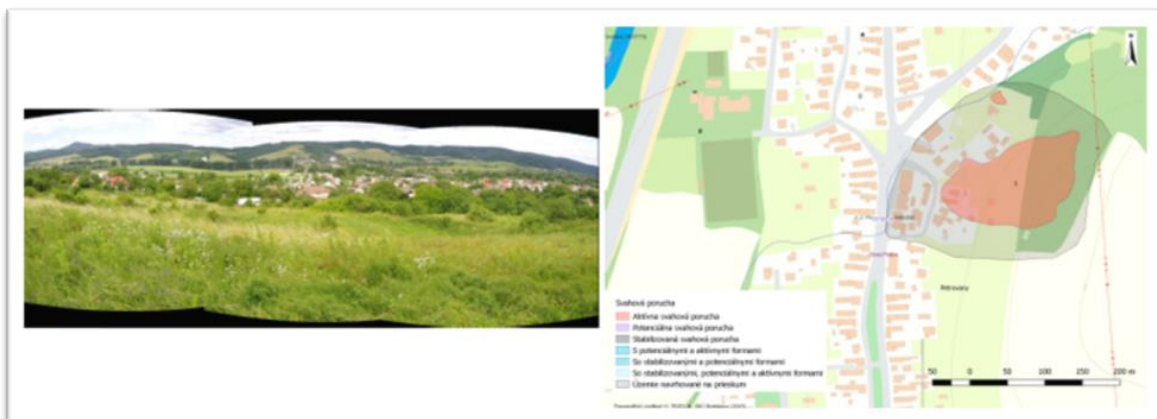 Petrovany
Svahová porucha
Aktívna svahová porucha
Potenciálna svahová porucha
Stabilizovaná svahová porucha
S potenciálnymi a aktívnymi formami
So stabilizovanými a potenciálnymi formami
So stabilizovanými, potenciálnymi a aktívnymi formami
Územie navrhované na prieskum
50 0 50 100 150 200 m